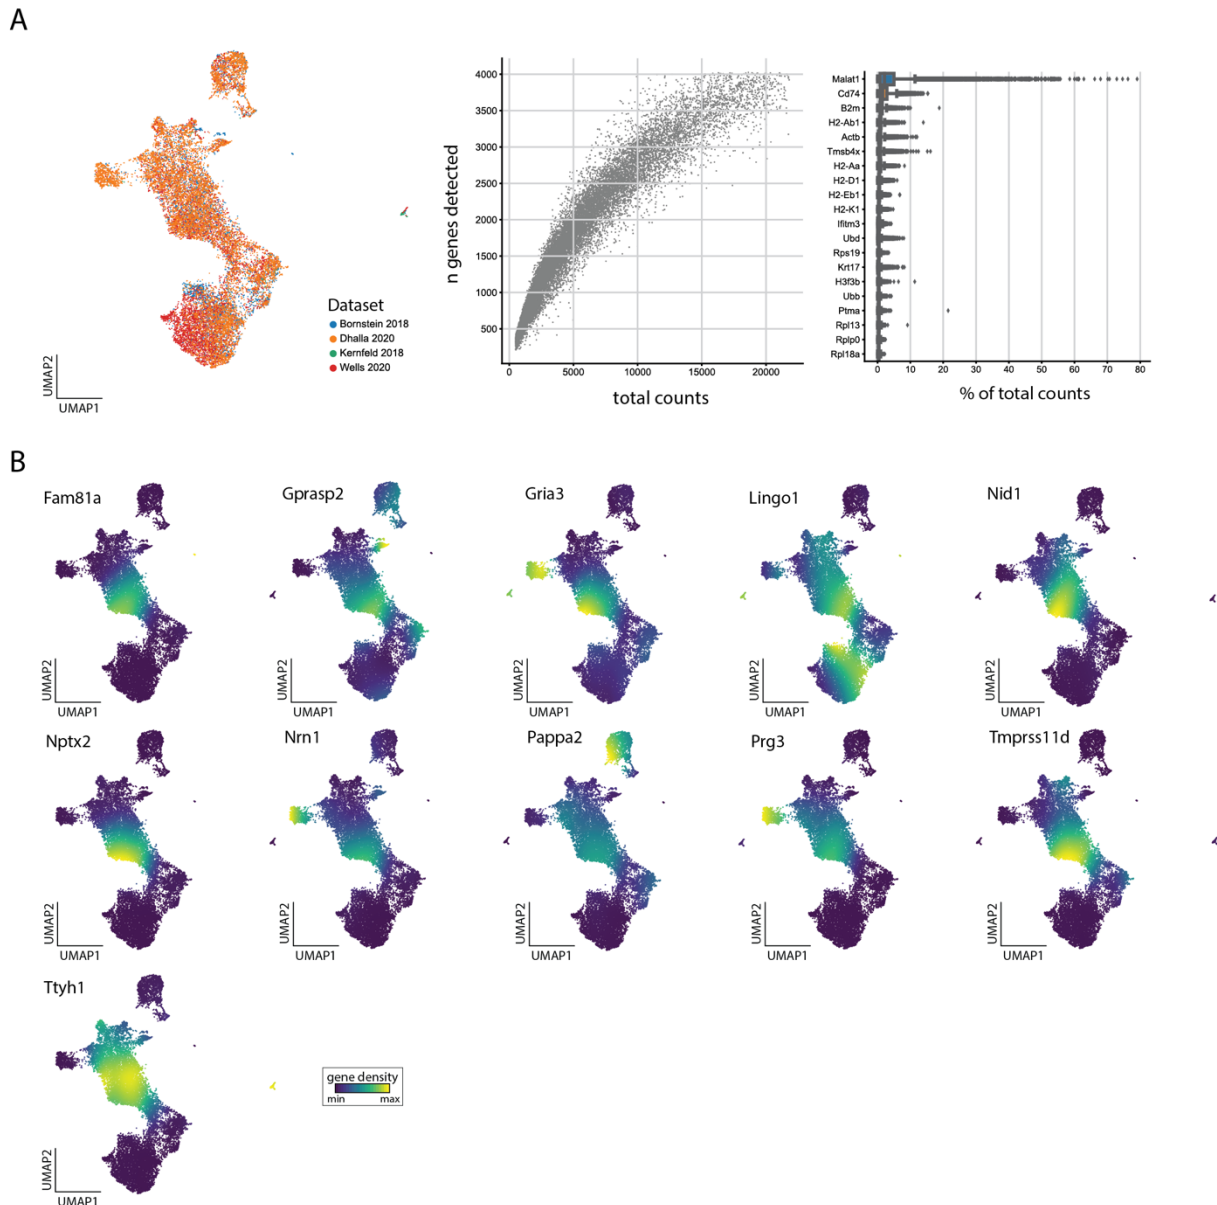 A
Dataset
Bornstein 2018
Dhalla 2020
Kernfeld 2018
Wells 2020
UMAP2
UMAP1
n genes detected
4000
3500
3000
2500
2000
1500
1000
500
0 5000 10000 15000 20000
total counts
Malat1
Cd74
B2m
H2-Ab1
Actb
Tmsb4x
H2-Aa
H2-D1
H2-Eb1
H2-K1
Ifitm3
Ubd
Rps19
Krt17
H3f3b
Ubb
Ptma
Rpl13
Rplp0
Rpl18a
0 10 20 30 40 50 60 70 80
% of total counts
B
Fam81a
UMAP2
UMAP1
Gprasp2
UMAP2
UMAP1
Gria3
UMAP2
UMAP1
Lingo1
UMAP2
UMAP1
Nid1
UMAP2
UMAP1
Nptx2
UMAP2
UMAP1
Nrn1
UMAP2
UMAP1
Pappa2
UMAP2
UMAP1
Prg3
UMAP2
UMAP1
Tmprss11d
UMAP2
UMAP1
Ttyh1
UMAP2
UMAP1
gene density
min max